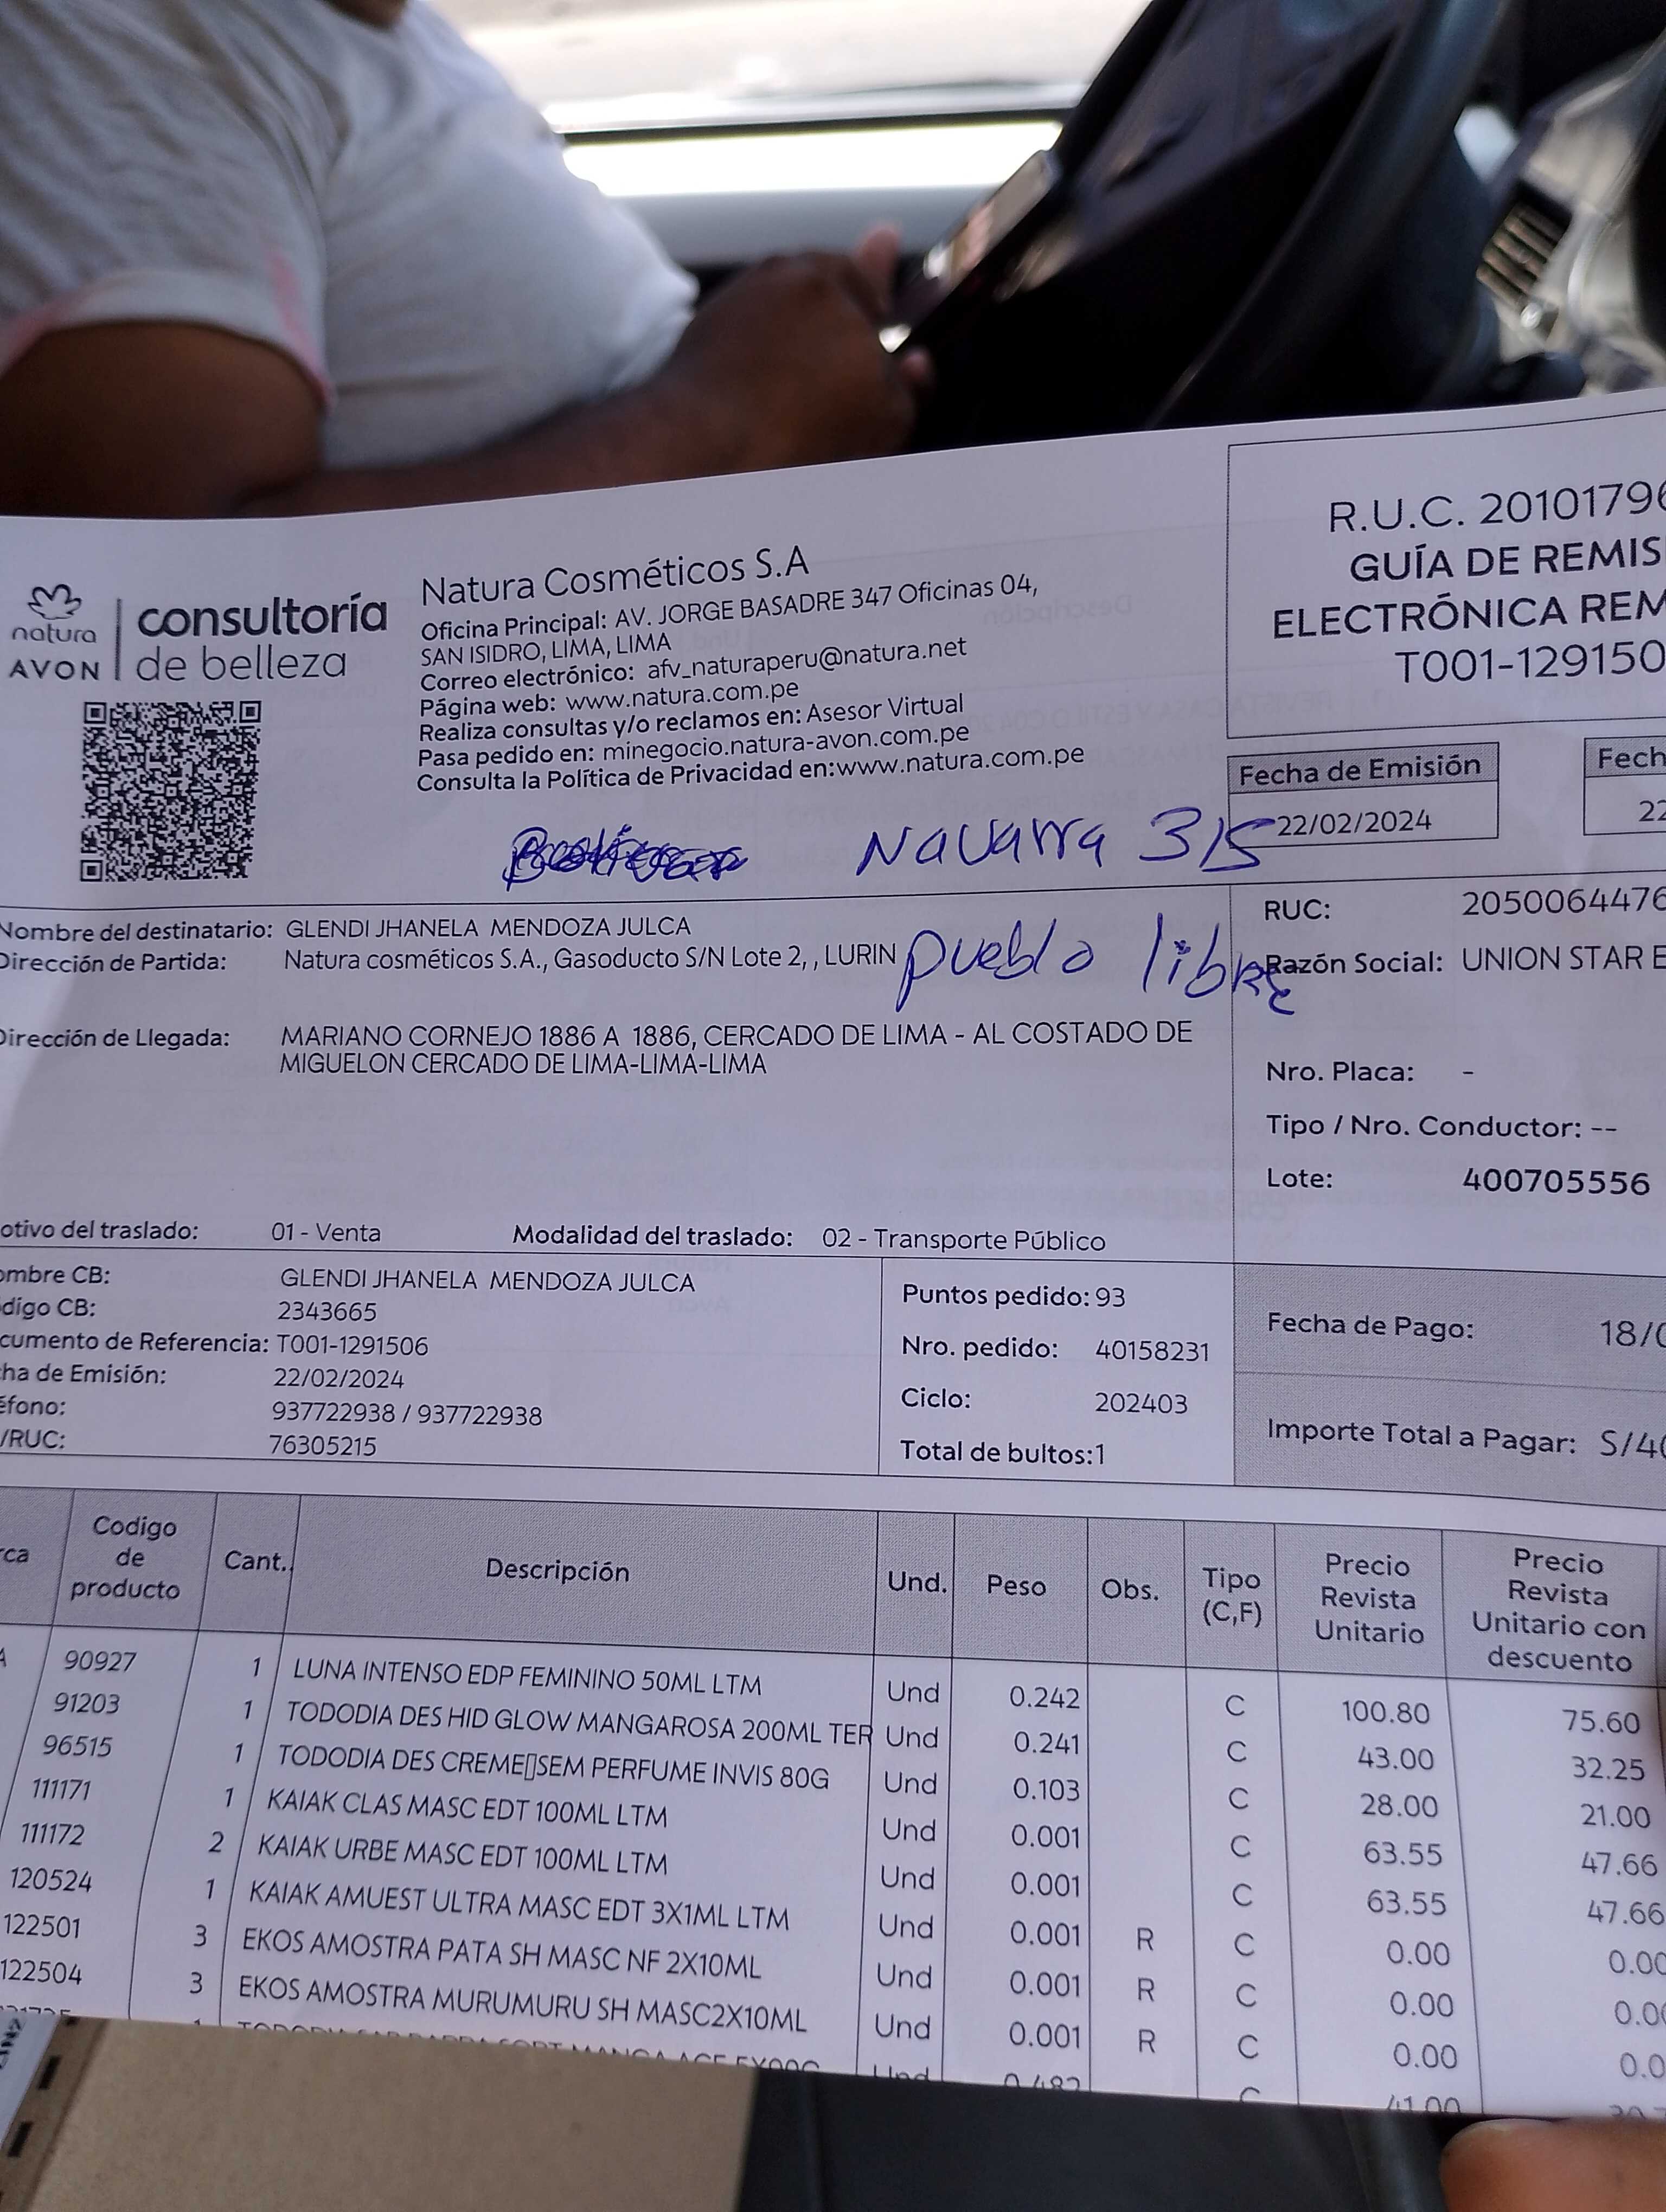 R.U.C. 20101796
GUÍA DE REMIS
ELECTRÓNICA REM
T001-129150
natura
AVON
consultoría
de belleza
Natura Cosméticos S.A
Oficina Principal: AV. JORGE BASADRE 347 Oficinas 04,
SAN ISIDRO, LIMA, LIMA
Correo electrónico: afv_naturaperu@natura.net
Página web: www.natura.com.pe
Realiza consultas y/o reclamos en: Asesor Virtual
Pasa pedido en: minegocio.natura-avon.com.pe
Consulta la Política de Privacidad en:www.natura.com.pe
Fecha de Emisión
22/02/2024
Fech
22
Navarra 315
Pueblo libre
Nombre del destinatario: GLENDI JHANELA MENDOZA JULCA
Dirección de Partida: Natura cosméticos S.A., Gasoducto S/N Lote 2, , LURIN
Dirección de Llegada: MARIANO CORNEJO 1886 A 1886, CERCADO DE LIMA - AL COSTADO DE
MIGUELON CERCADO DE LIMA-LIMA-LIMA
RUC: 2050064476
Razón Social: UNION STAR E
Nro. Placa: -
Tipo / Nro. Conductor: --
Lote: 400705556
otivo del traslado: 01 - Venta Modalidad del traslado: 02 - Transporte Público
ombre CB: GLENDI JHANELA MENDOZA JULCA
digo CB: 2343665
cumento de Referencia: T001-1291506
ha de Emisión: 22/02/2024
éfono: 937722938 / 937722938
/RUC: 76305215
Puntos pedido: 93
Nro. pedido: 40158231
Ciclo: 202403
Total de bultos:1
Fecha de Pago: 18/0
Importe Total a Pagar: S/40
rca Codigo de producto Cant. Descripción Und. Peso Obs. Tipo (C,F) Precio Revista Unitario Precio Revista Unitario con descuento
A 90927 1 LUNA INTENSO EDP FEMININO 50ML LTM Und 0.242 C 100.80 75.60
91203 1 TODODIA DES HID GLOW MANGAROSA 200ML TER Und 0.241 C 43.00 32.25
96515 1 TODODIA DES CREME▯SEM PERFUME INVIS 80G Und 0.103 C 28.00 21.00
111171 1 KAIAK CLAS MASC EDT 100ML LTM Und 0.001 C 63.55 47.66
111172 2 KAIAK URBE MASC EDT 100ML LTM Und 0.001 C 63.55 47.66
120524 1 KAIAK AMUEST ULTRA MASC EDT 3X1ML LTM Und 0.001 R C 0.00 0.00
122501 3 EKOS AMOSTRA PATA SH MASC NF 2X10ML Und 0.001 R C 0.00 0.00
122504 3 EKOS AMOSTRA MURUMURU SH MASC2X10ML Und 0.001 R C 0.00 0.0
Und 0.482 C 41.00